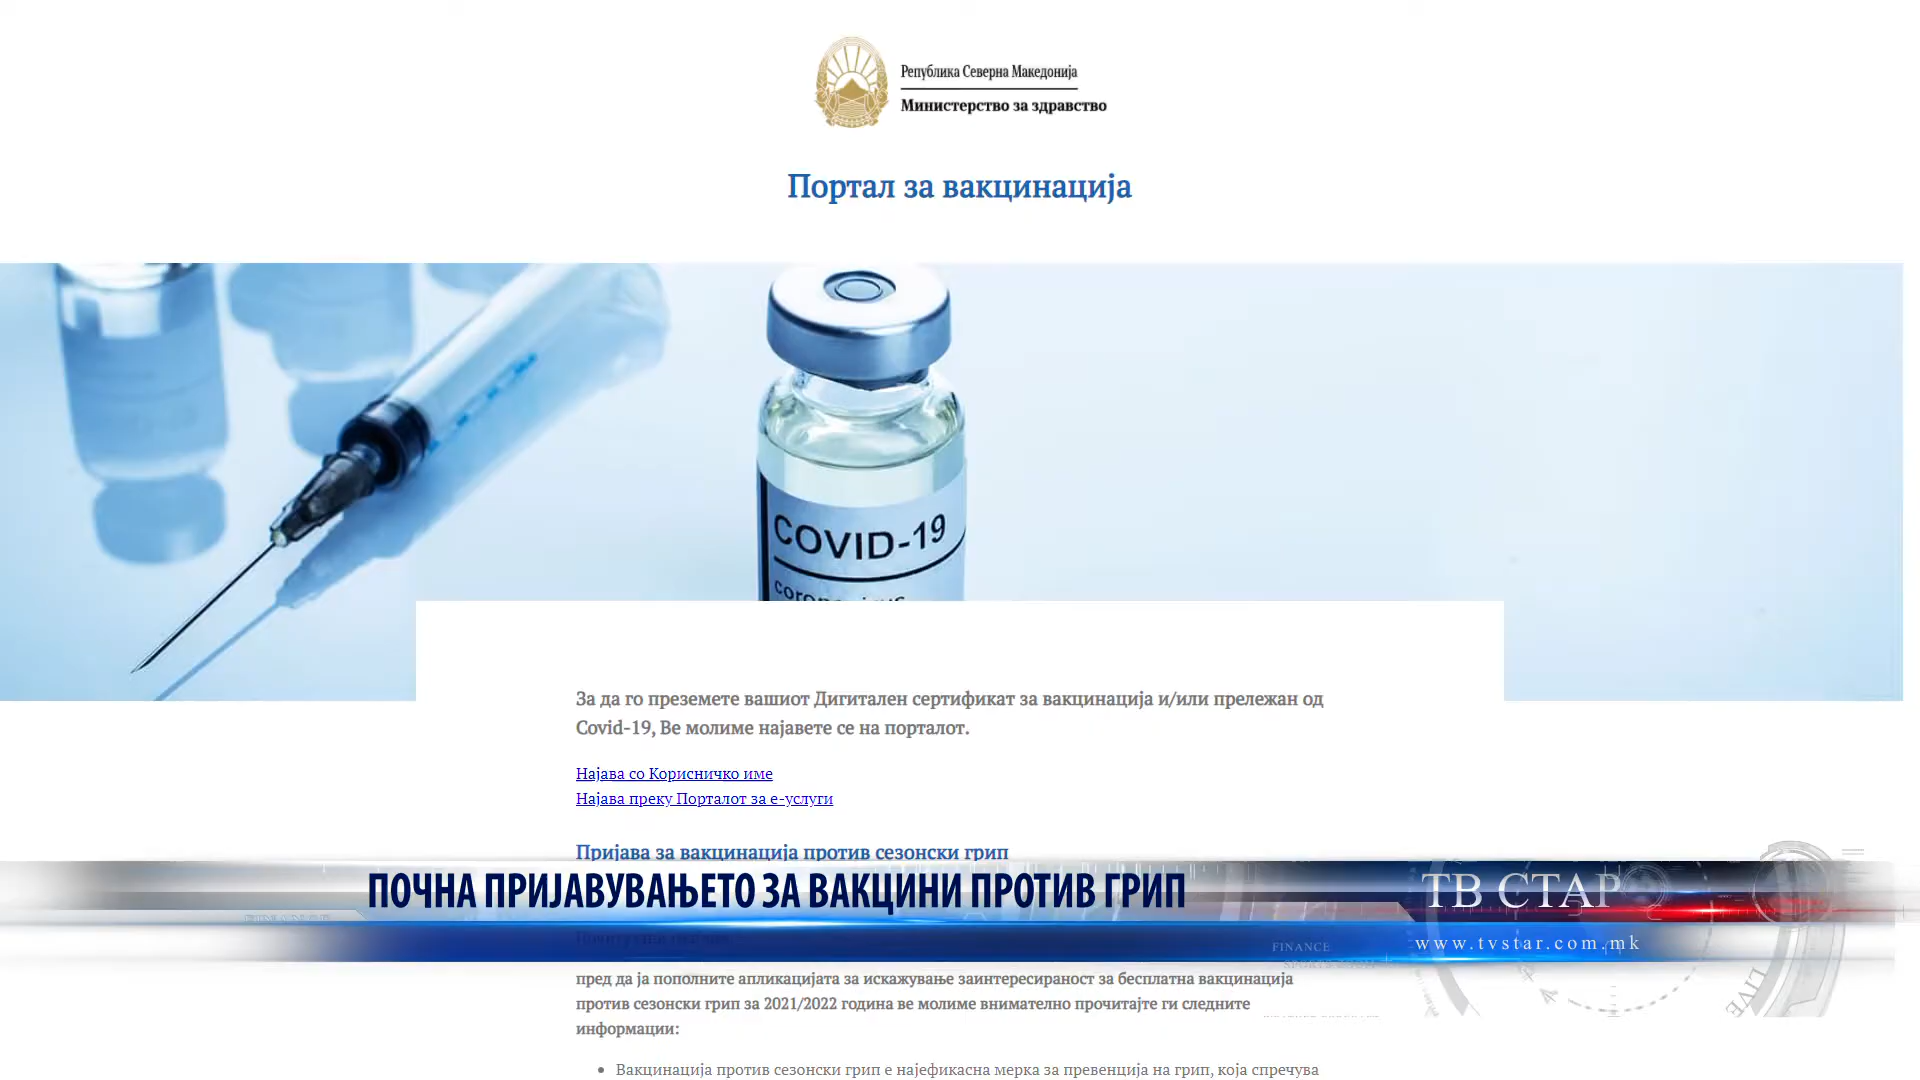 Република Северна Македонија
Министерство за здравство
Портал за вакцинација
COVID-19
За да го преземете вашиот Дигитален сертификат за вакцинација и/или прележан од
Covid-19, Ве молиме најавете се на порталот.
Најава со Корисничко име
Најава преку Порталот за е-услуги
Пријава за вакцинација против сезонски грип
ПОЧНА ПРИЈАВУВАЊЕТО ЗА ВАКЦИНИ ПРОТИВ ГРИП
ТВ СТАР
FINANCE
FINANCE
www.tvstar.com.mk
LIVE
пред да ја пополните апликацијата за искажување заинтересираност за бесплатна вакцинација
против сезонски грип за 2021/2022 година ве молиме внимателно прочитајте ги следните
информации:
Вакцинација против сезонски грип е најефикасна мерка за превенција на грип, која спречува